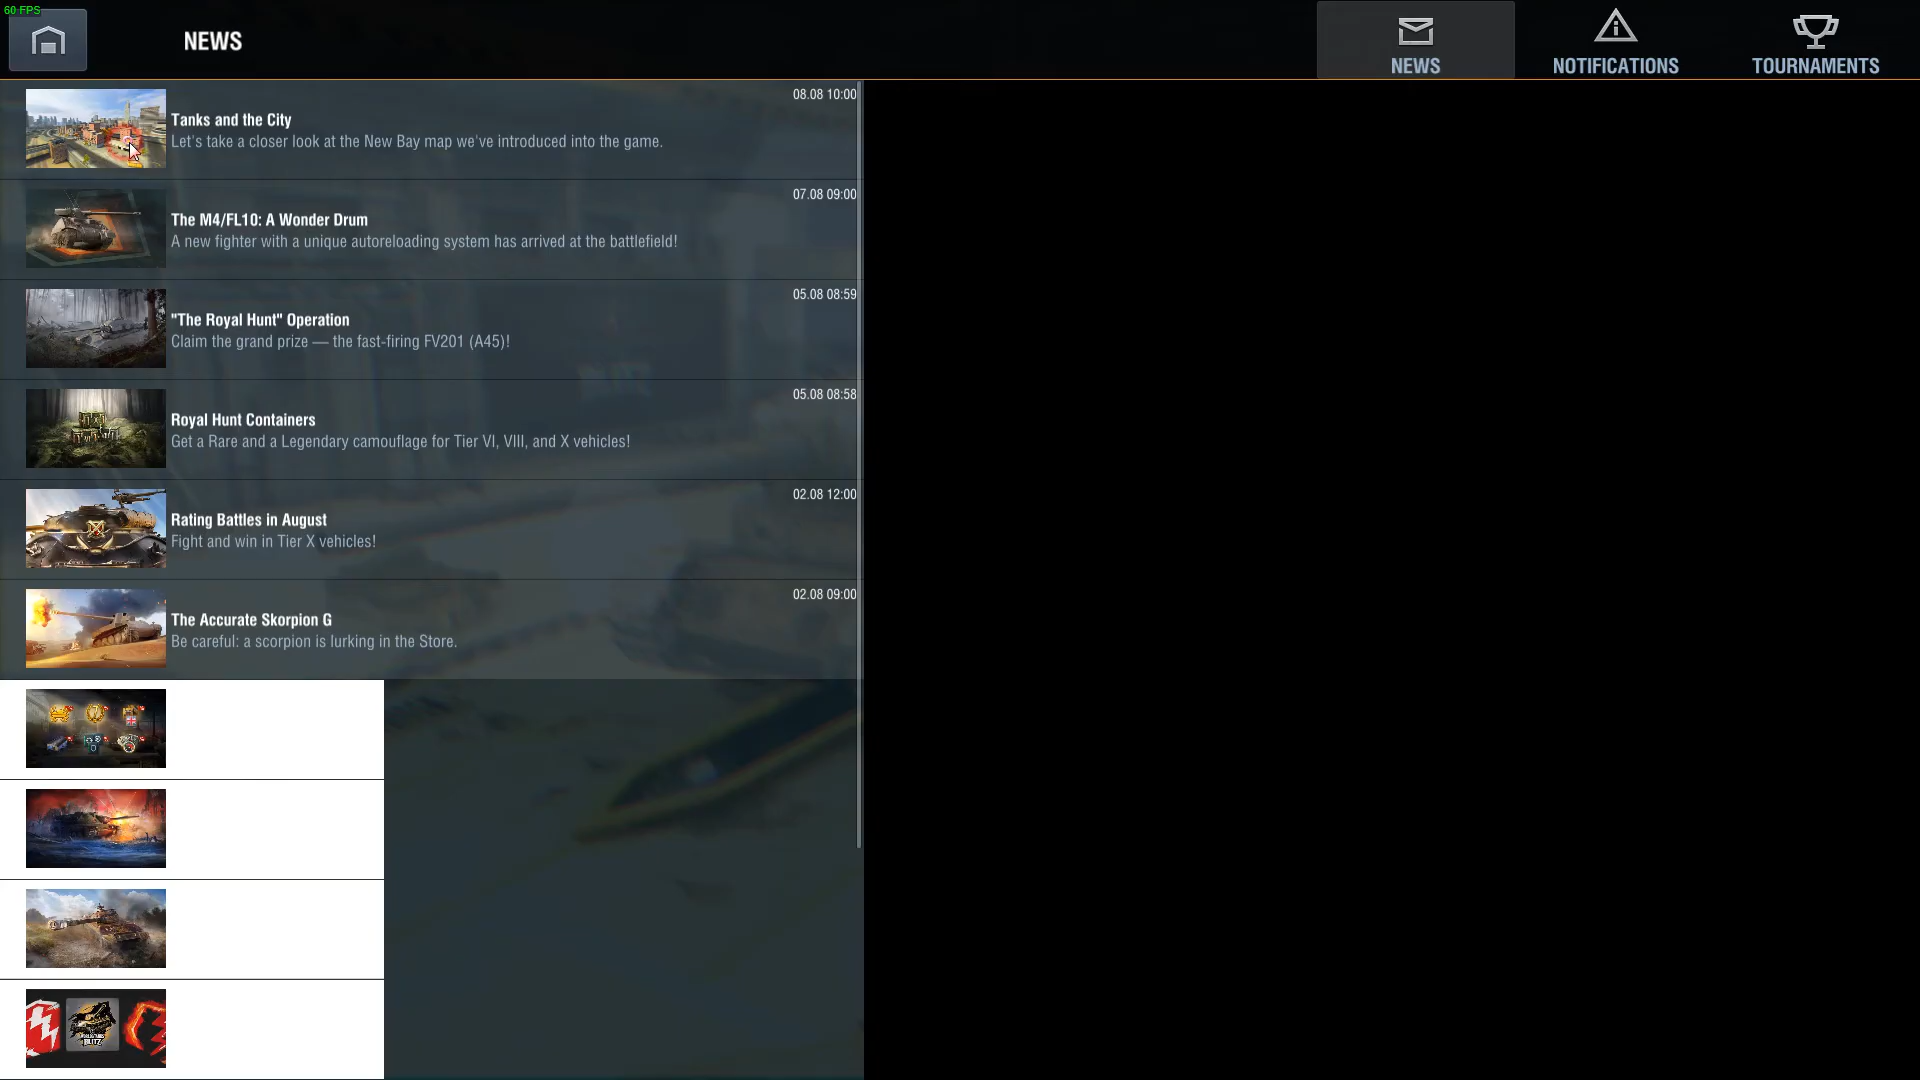 60 FPS
NEWS
NEWS
NOTIFICATIONS
TOURNAMENTS
08.08 10:00
Tanks and the City
Let's take a closer look at the New Bay map we've introduced into the game.
07.08 09:00
The M4/FL10: A Wonder Drum
A new fighter with a unique autoreloading system has arrived at the battlefield!
05.08 08:59
"The Royal Hunt" Operation
Claim the grand prize — the fast-firing FV201 (A45)!
05.08 08:58
Royal Hunt Containers
Get a Rare and a Legendary camouflage for Tier VI, VIII, and X vehicles!
02.08 12:00
Rating Battles in August
Fight and win in Tier X vehicles!
02.08 09:00
The Accurate Skorpion G
Be careful: a scorpion is lurking in the Store.
BLITZ